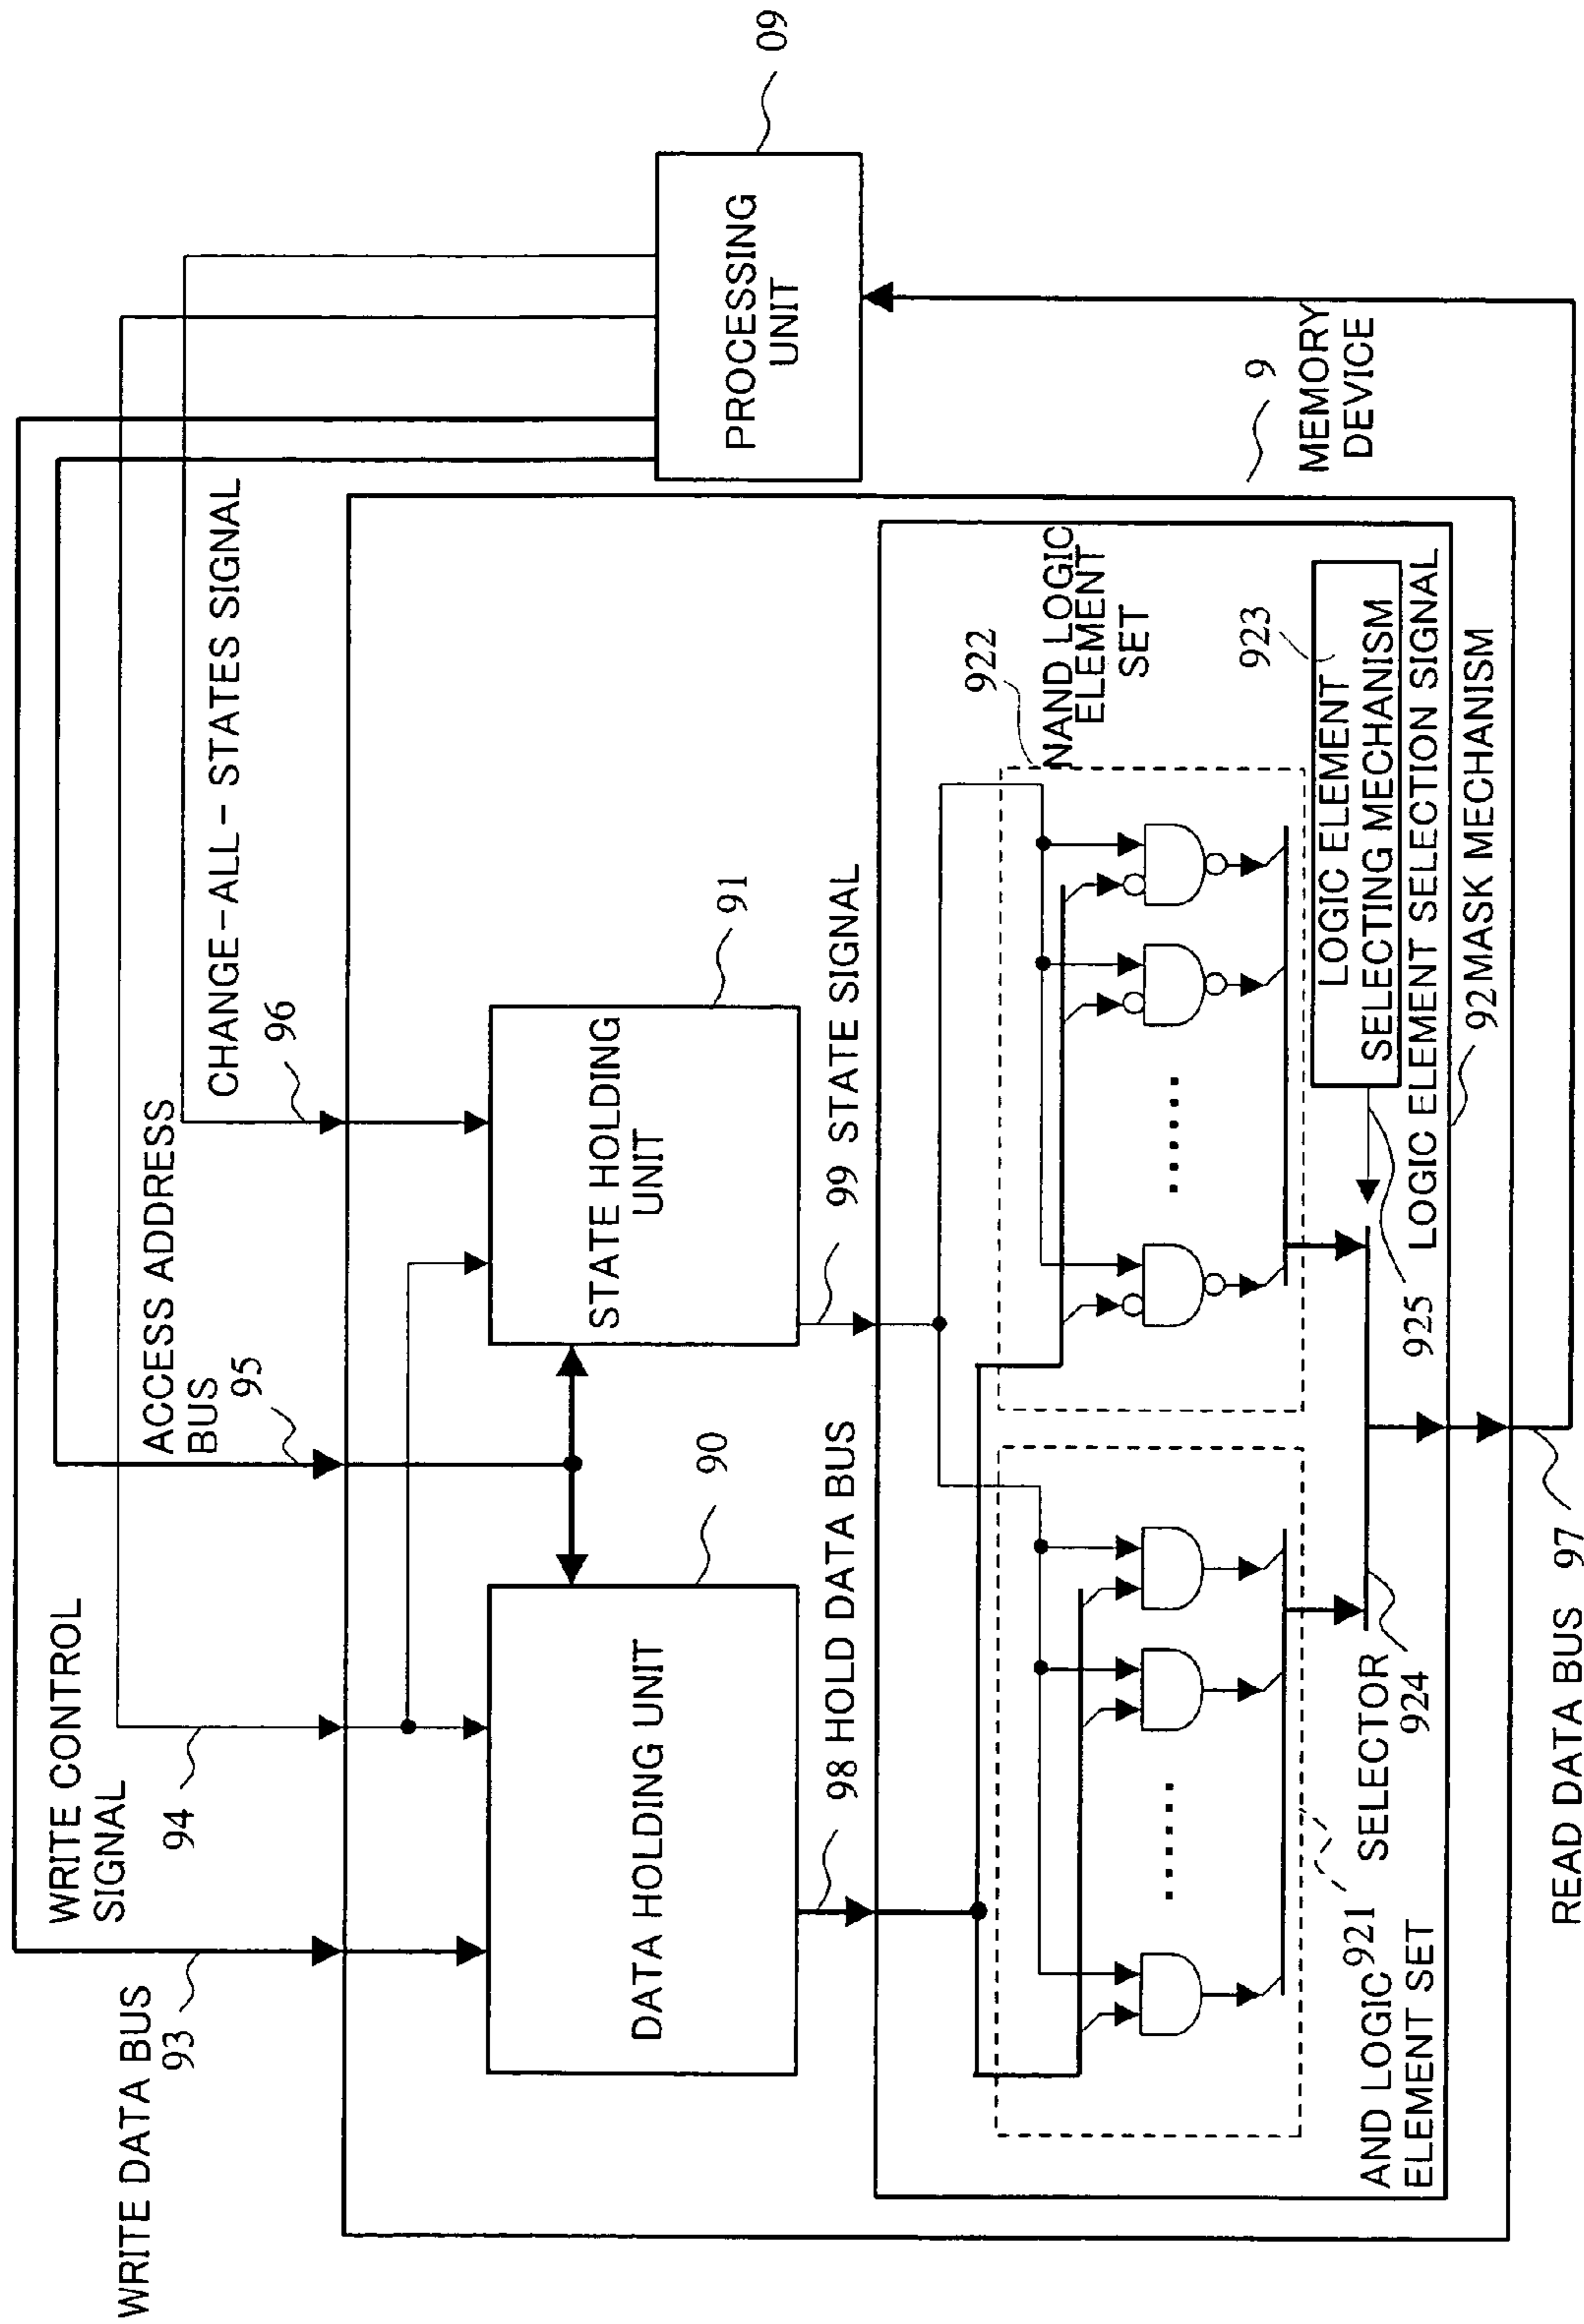 WRITE DATA BUS
93
WRITE CONTROL
SIGNAL
94
ACCESS ADDRESS
BUS
95
CHANGE-ALL-STATES SIGNAL
96
09
PROCESSING
UNIT
DATA HOLDING UNIT
90
STATE HOLDING
UNIT
91
98 HOLD DATA BUS
99 STATE SIGNAL
9
MEMORY
DEVICE
922
NAND LOGIC
ELEMENT
SET
923
LOGIC ELEMENT
SELECTING MECHANISM
925
LOGIC ELEMENT SELECTION SIGNAL
92 MASK MECHANISM
AND LOGIC
ELEMENT SET
921
SELECTOR
924
READ DATA BUS 97